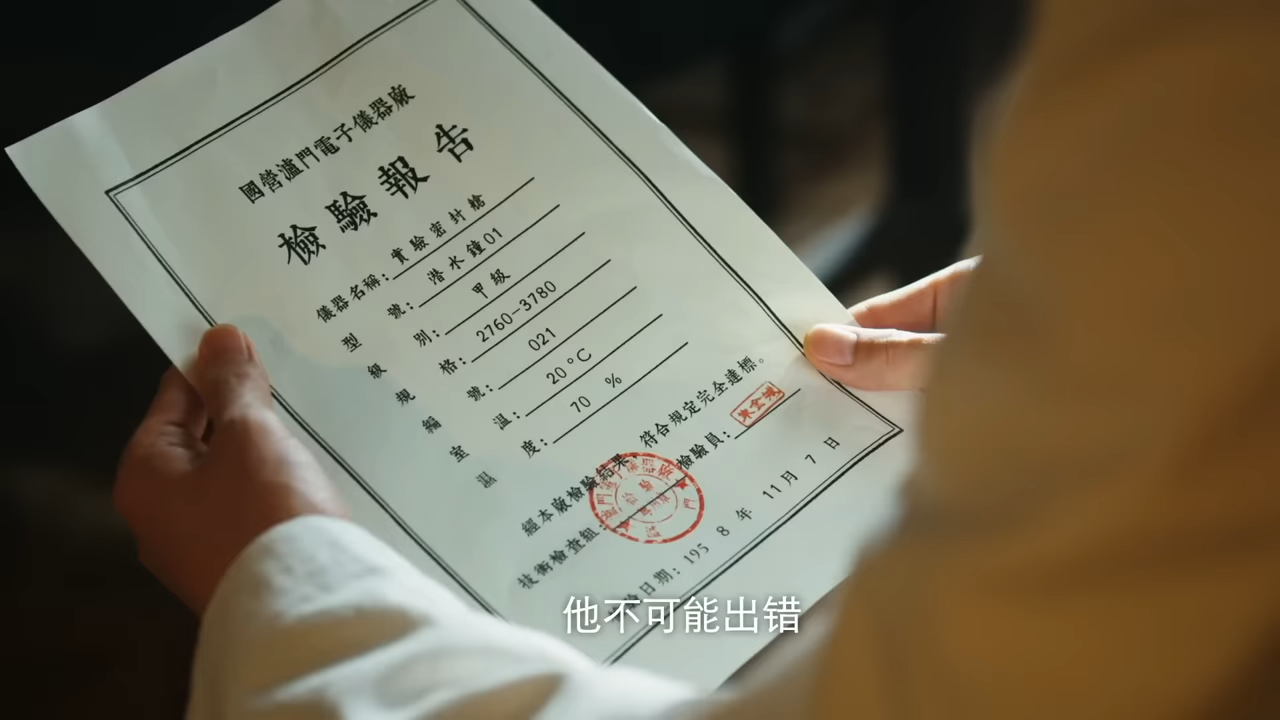 國營瀘門電子儀器廠
檢驗報告
儀器名稱：實驗密封艙
型號：潜水鐘01
級別：甲級
規格：2760-3780
編號：021
室溫：20°C
濕度：70 %
經本廠檢驗結果 符合規定完全達標。
技術檢查組： 檢驗員：
日期：195 8 年 11 月 7 日
他不可能出错